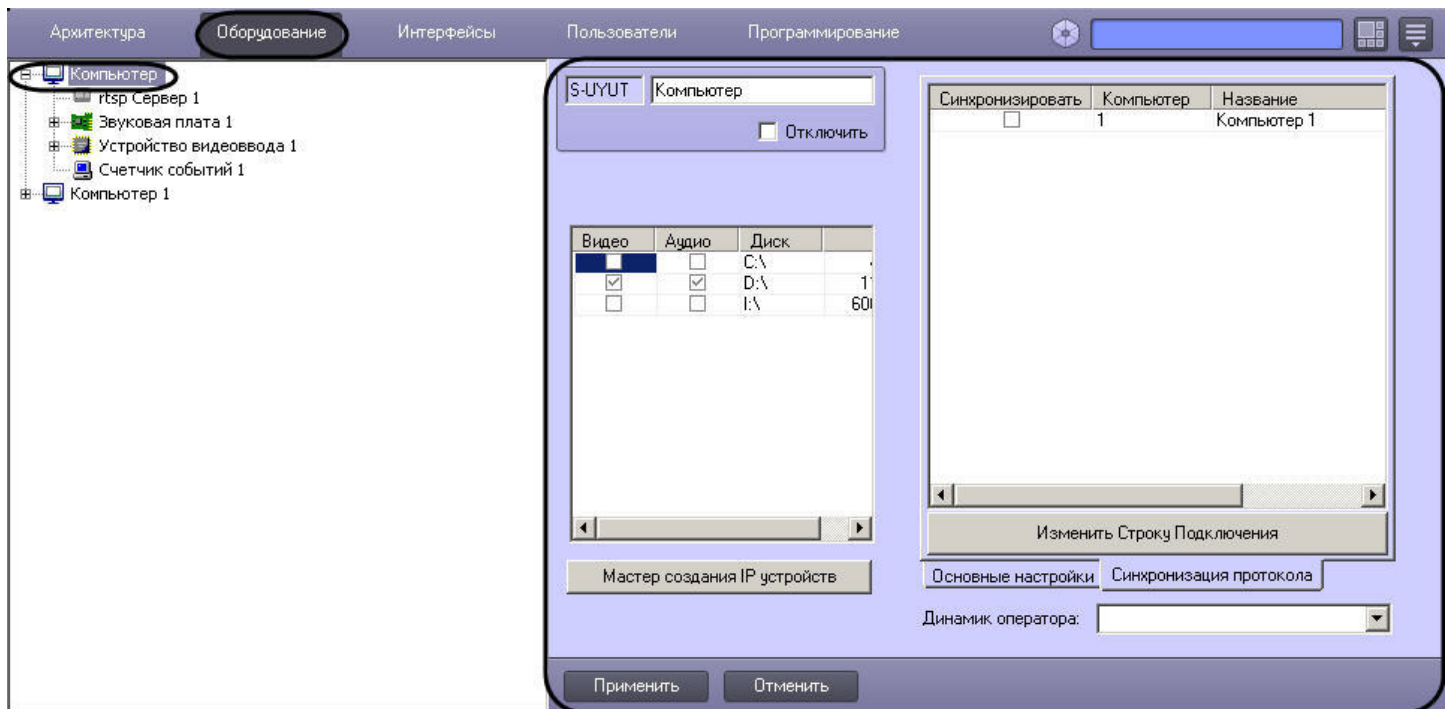 Архитектура Оборудование Интерфейсы Пользователи Программирование
Компьютер
rtsp Сервер 1
Звуковая плата 1
Устройство видеоввода 1
Счетчик событий 1
Компьютер 1
S-UYUT Компьютер
Отключить
Видео Аудио Диск
C:\
D:\ 11
I:\ 60
Мастер создания IP устройств
Синхронизировать Компьютер Название
1 Компьютер 1
Изменить Строку Подключения
Основные настройки Синхронизация протокола
Динамик оператора:
Применить Отменить